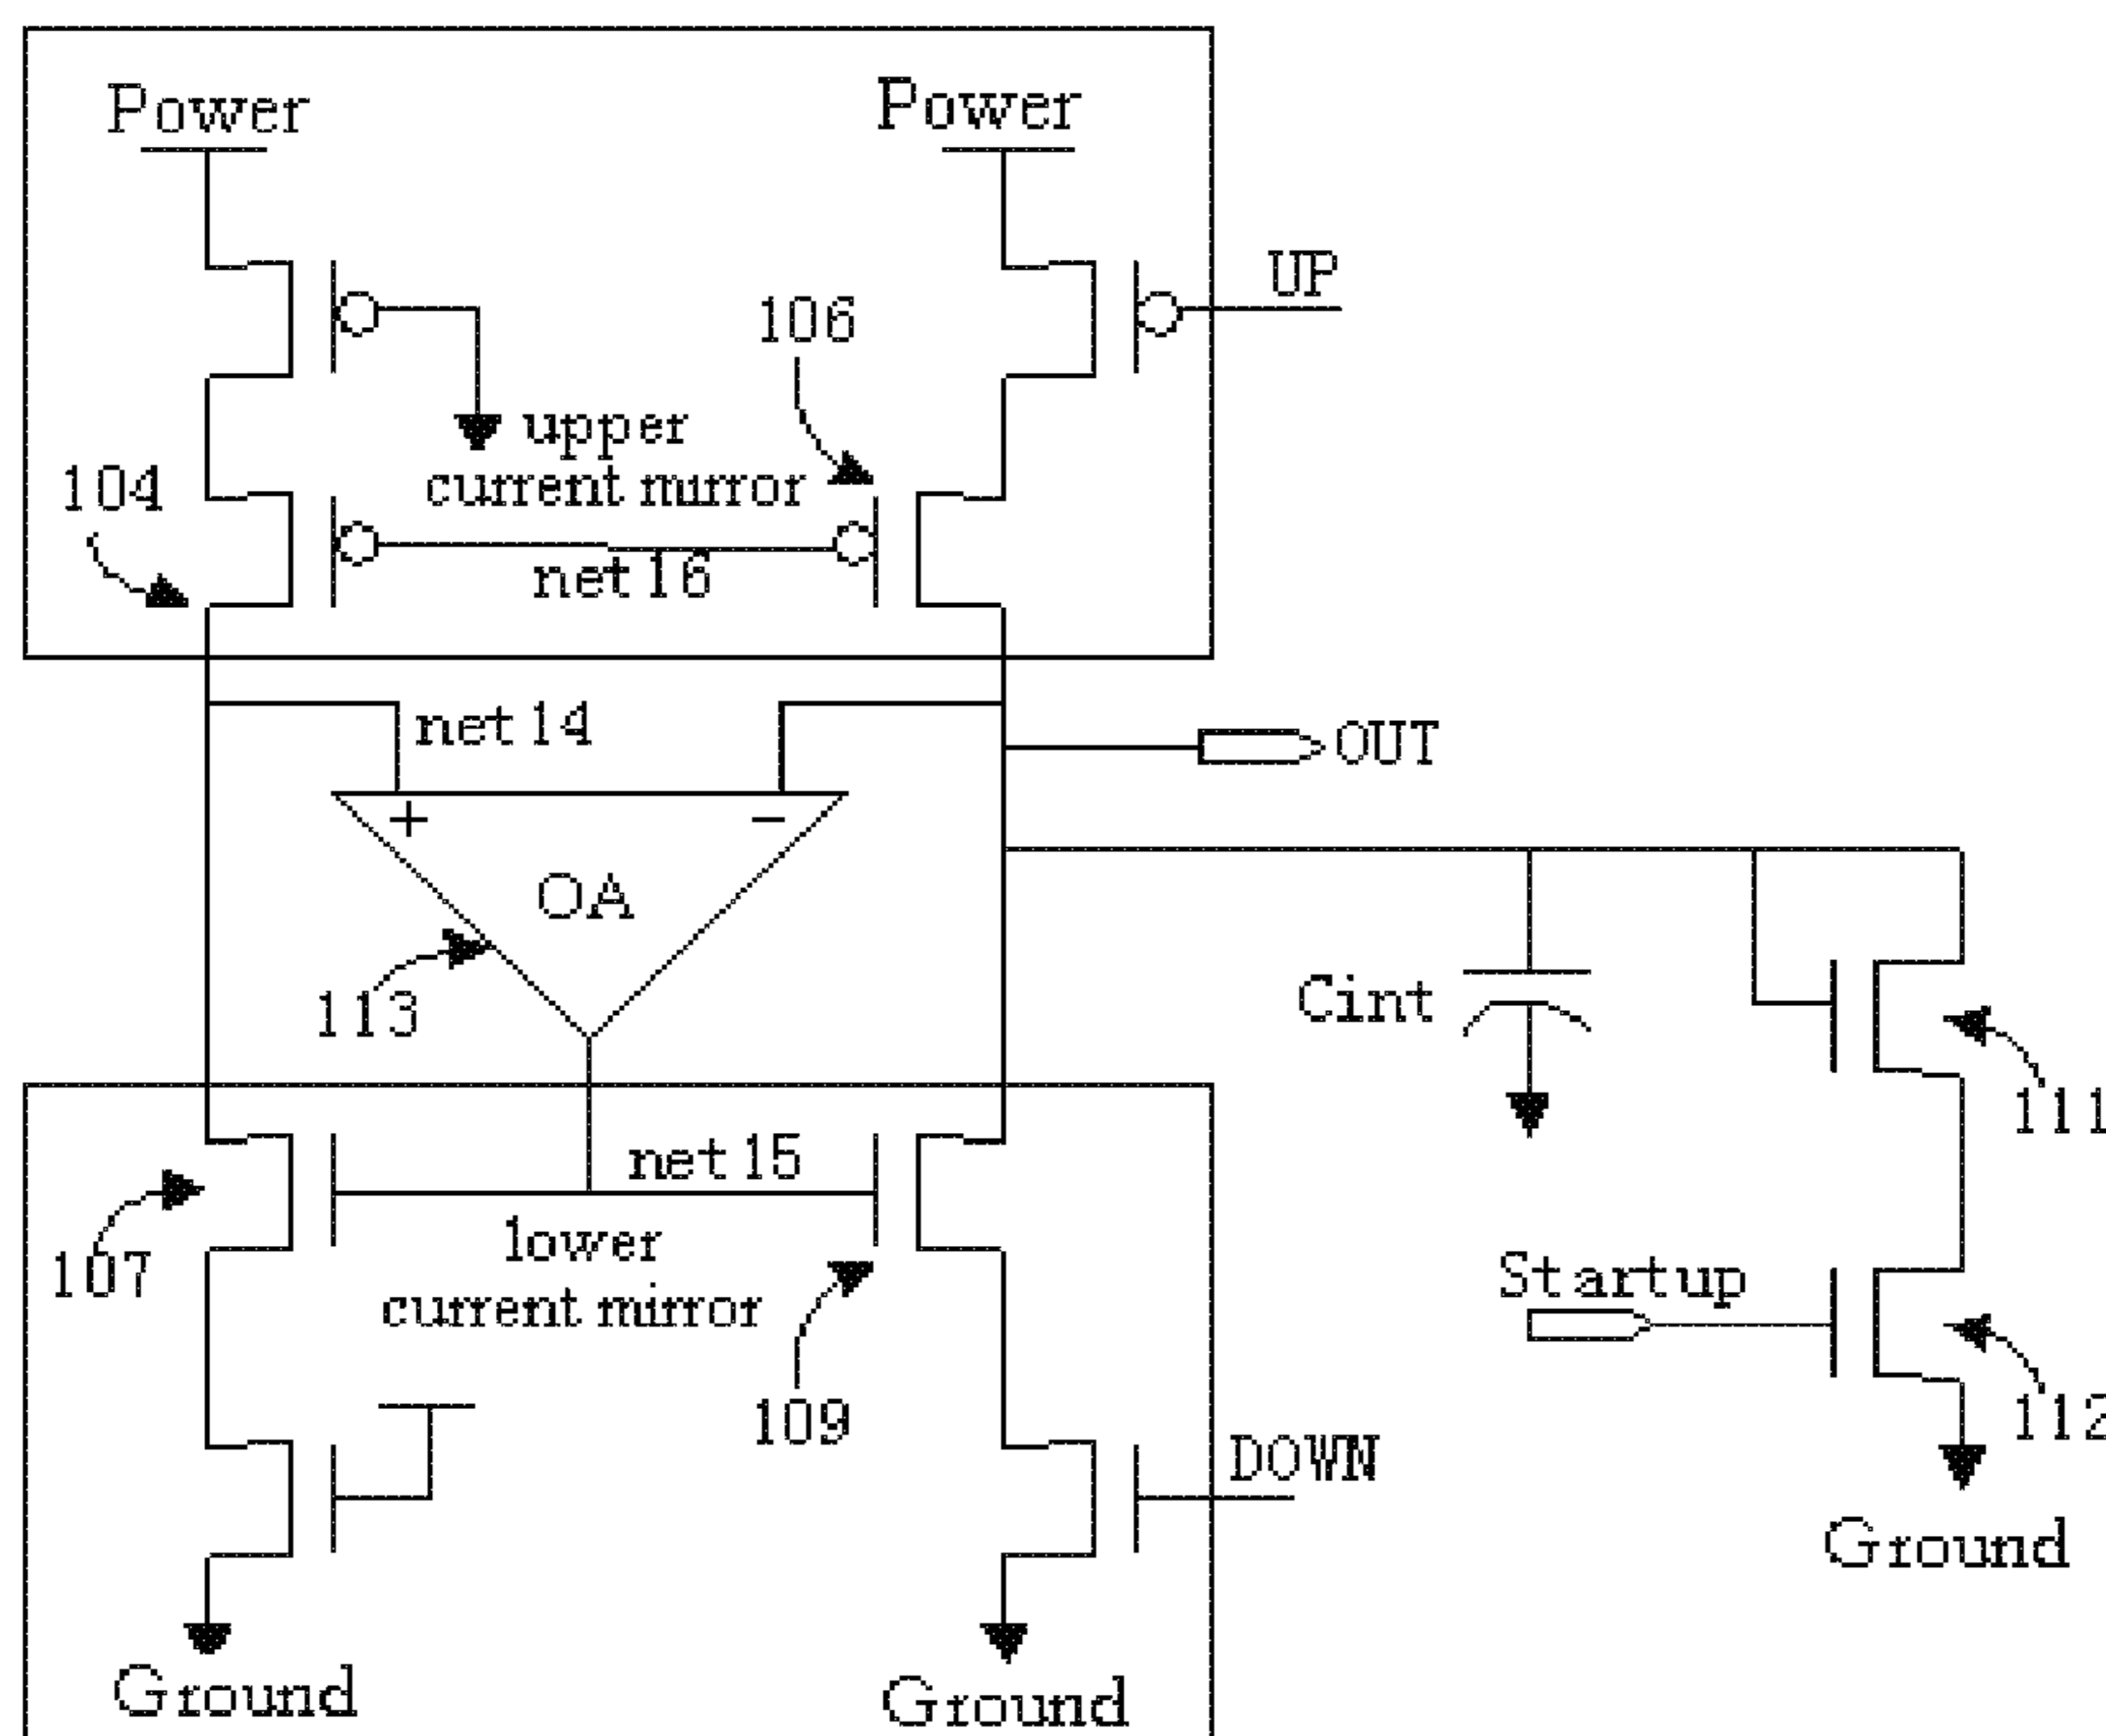 Power
Power
UP
106
upper
current mirror
104
net16
net14
OUT
+
-
OA
Cint
113
111
net15
lower
current mirror
107
Startup
109
112
DOWN
Ground
Ground
Ground